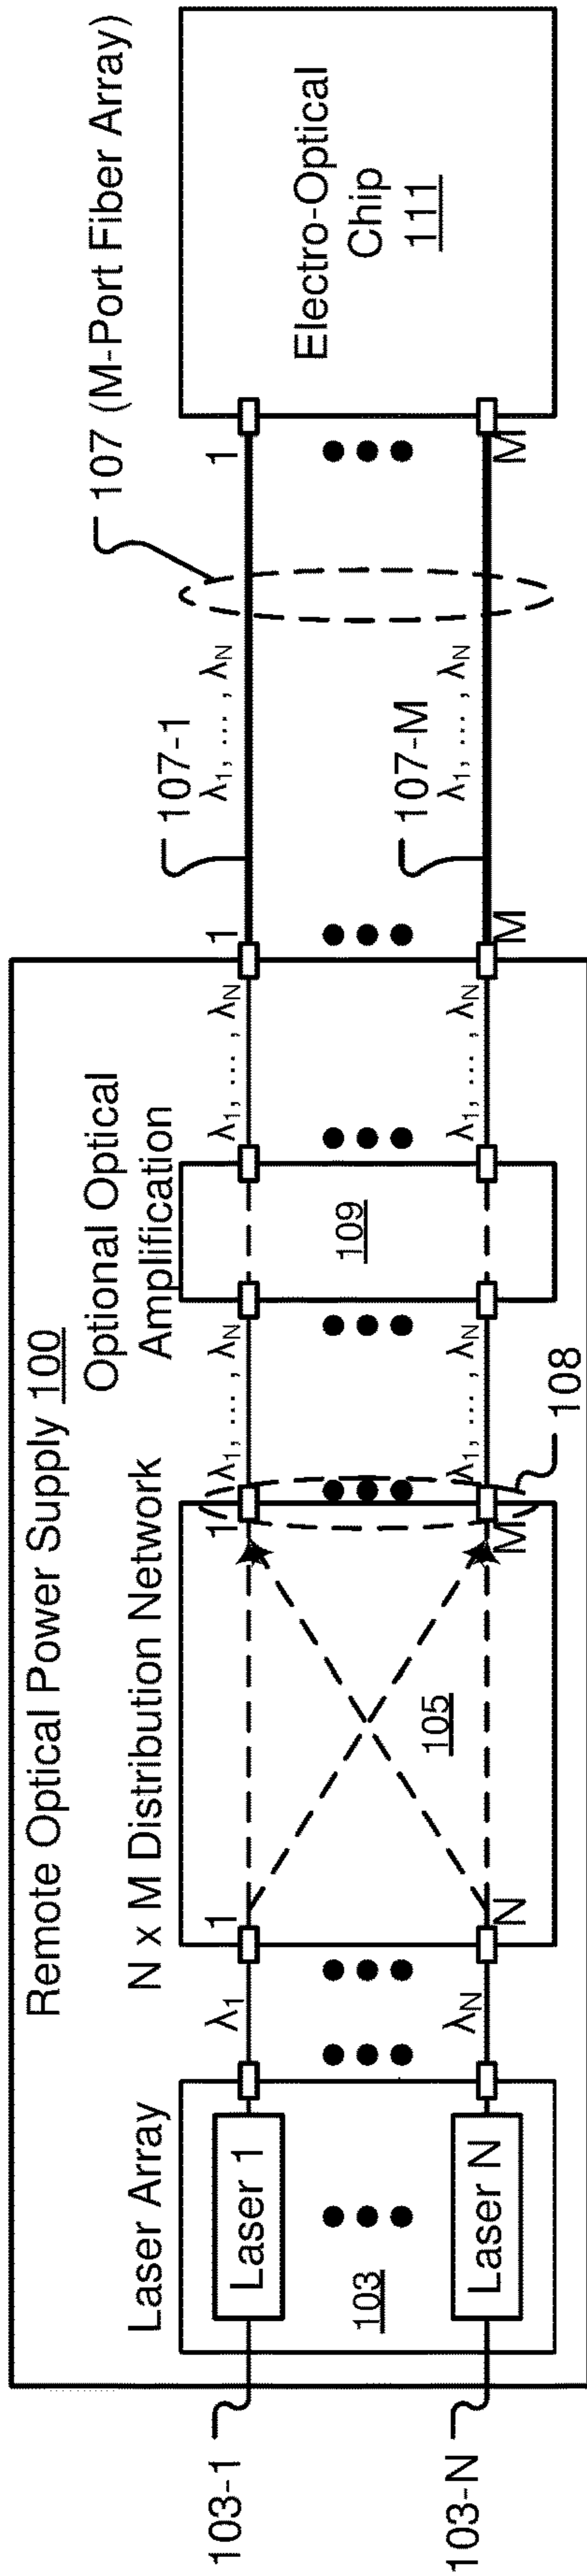 Remote Optical Power Supply 100
Laser Array
N x M Distribution Network
Optional Optical
Amplification
107 (M-Port Fiber Array)
103-1
Laser 1
λ1
1
1
λ1, ... , λN
λ1, ... , λN
1
107-1
λ1, ... , λN
1
103
105
109
Electro-Optical
Chip
111
103-N
Laser N
λN
N
M
λ1, ... , λN
λ1, ... , λN
M
107-M
λ1, ... , λN
M
108